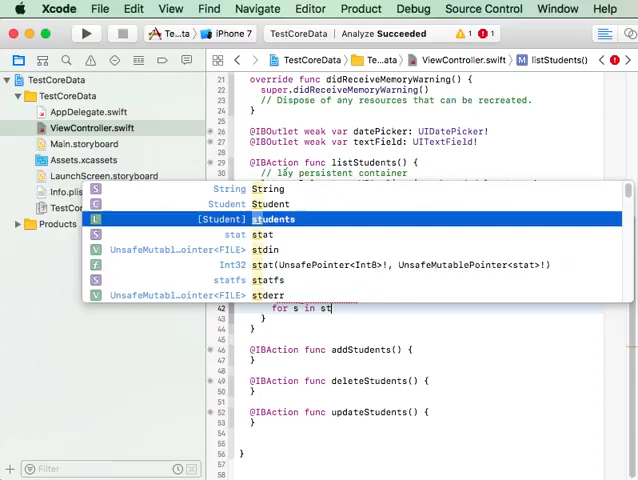 Xcode File Edit View Find Navigate Editor Product Debug Source Control Window Help
Te...ta iPhone 7 TestCoreData Analyze Succeeded 1 1
TestCoreData Te...ata ViewController.swift M listStudents()
TestCoreData
TestCoreData
AppDelegate.swift
ViewController.swift
Main.storyboard
Assets.xcassets
LaunchScreen.storyboard
Info.plis
TestCor
Products
Filter
21 override func didReceiveMemoryWarning() {
22 super.didReceiveMemoryWarning()
23 // Dispose of any resources that can be recreated.
24 }
25
26 @IBOutlet weak var datePicker: UIDatePicker!
27 @IBOutlet weak var textField: UITextField!
28
29 @IBAction func listStudents() {
30 // lấy persistent container
S String String
C Student Student
L [Student] students
S stat stat
V UnsafeMutabl...ointer<FILE> stdin
f Int32 stat(UnsafePointer<Int8>!, UnsafeMutablePointer<stat>!)
S statfs statfs
V UnsafeMutabl...ointer<FILE> stderr
42 for s in st
43 }
44 }
45
46 @IBAction func addStudents() {
47 }
48
49 @IBAction func deleteStudents() {
50 }
51
52 @IBAction func updateStudents() {
53 }
54
55
56 }
57
58